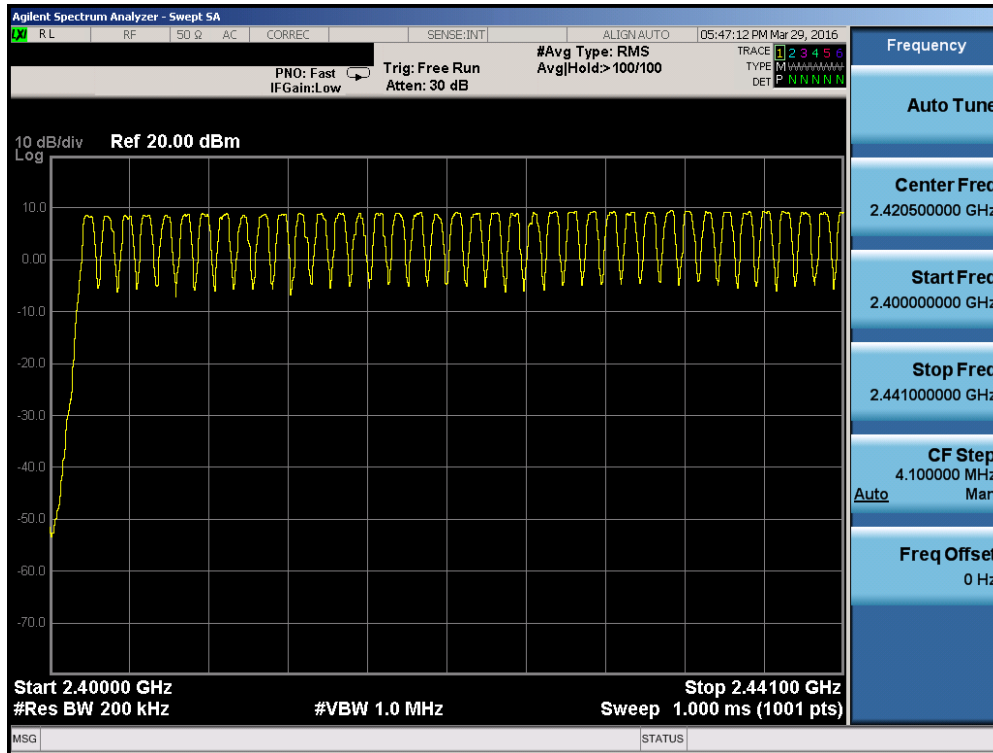 Agilent Spectrum Analyzer - Swept SA
LXI RL RF 50 Ω AC CORREC SENSE:INT ALIGN AUTO 05:47:12 PM Mar 29, 2016
Frequency
#Avg Type: RMS TRACE 1 2 3 4 5 6
PNO: Fast Trig: Free Run Avg|Hold:> 100/100 TYPE M
IFGain:Low Atten: 30 dB DET P N N N N N
Auto Tune
10 dB/div Ref 20.00 dBm
Log
Center Freq
2.420500000 GHz
10.0
0.00
Start Freq
2.400000000 GHz
-10.0
-20.0
Stop Freq
2.441000000 GHz
-30.0
-40.0
CF Step
4.100000 MHz
Auto Man
-50.0
Freq Offset
0 Hz
-60.0
-70.0
Start 2.40000 GHz Stop 2.44100 GHz
#Res BW 200 kHz #VBW 1.0 MHz Sweep 1.000 ms (1001 pts)
MSG STATUS